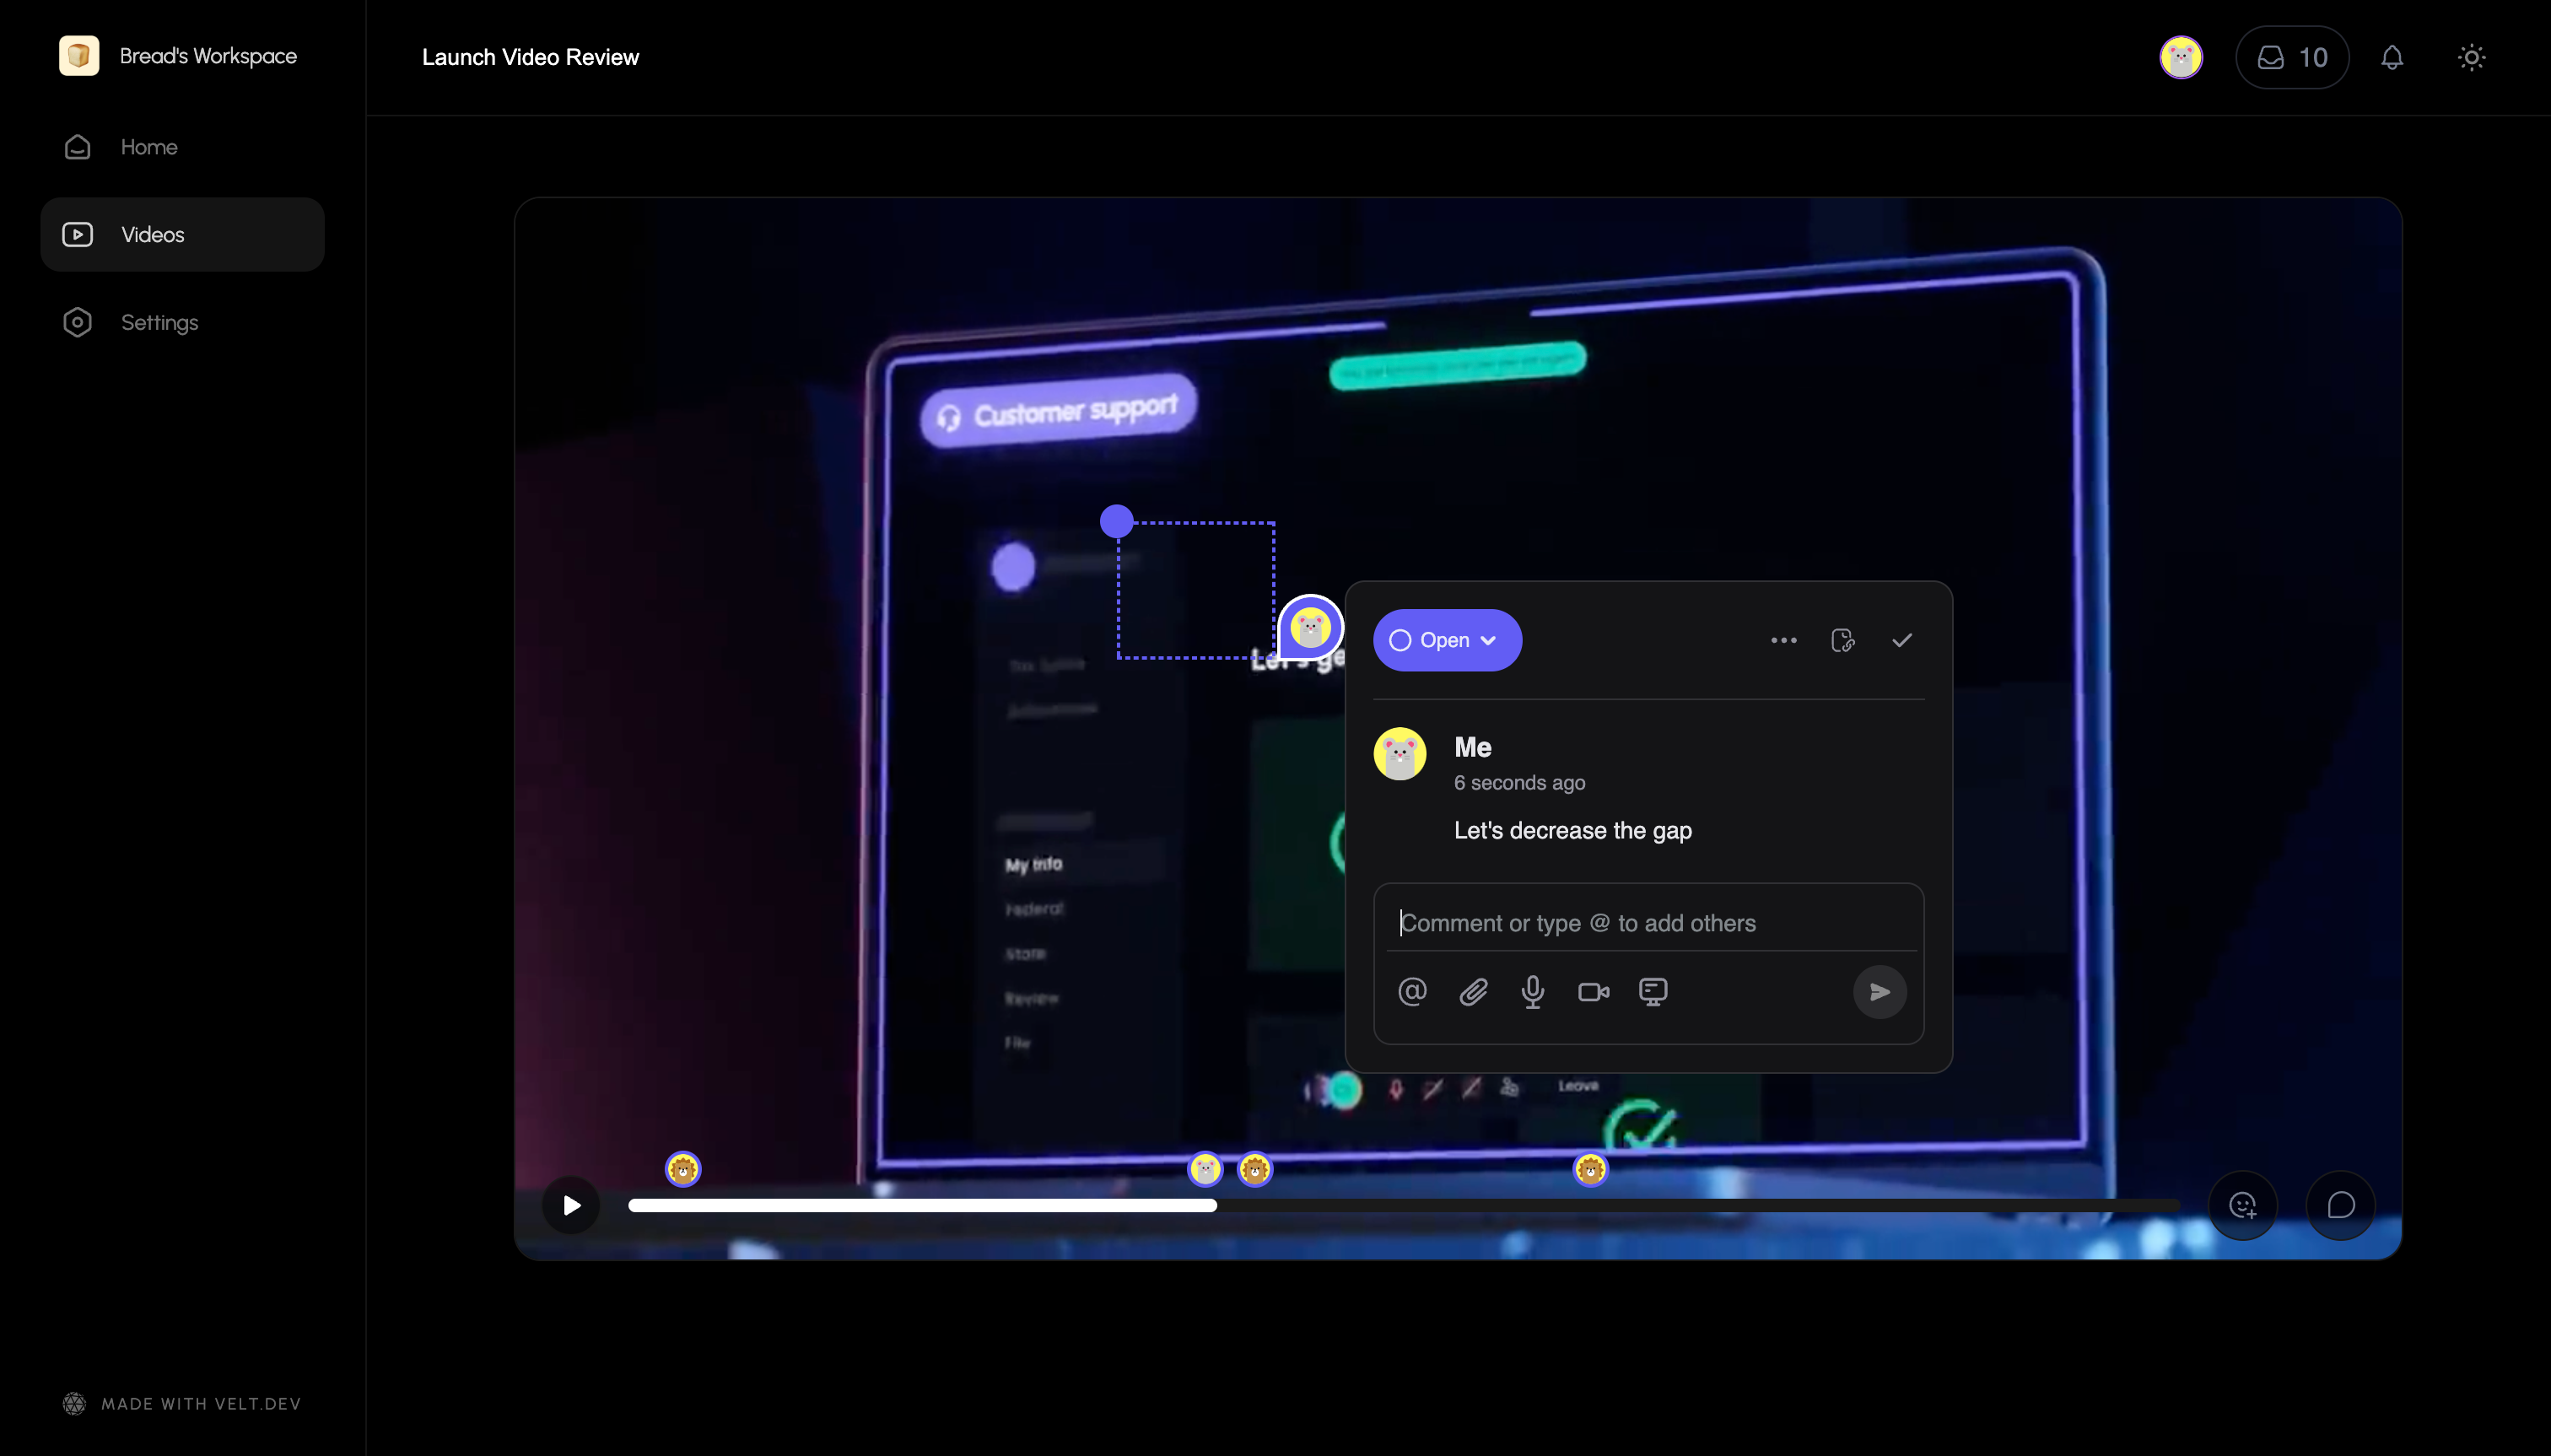 Bread's Workspace
Launch Video Review
10
Home
Videos
Settings
Customer support
Let's ge
Open
Me
6 seconds ago
Let's decrease the gap
Comment or type @ to add others
My Info
Federal
State
Review
File
Leave
MADE WITH VELT.DEV